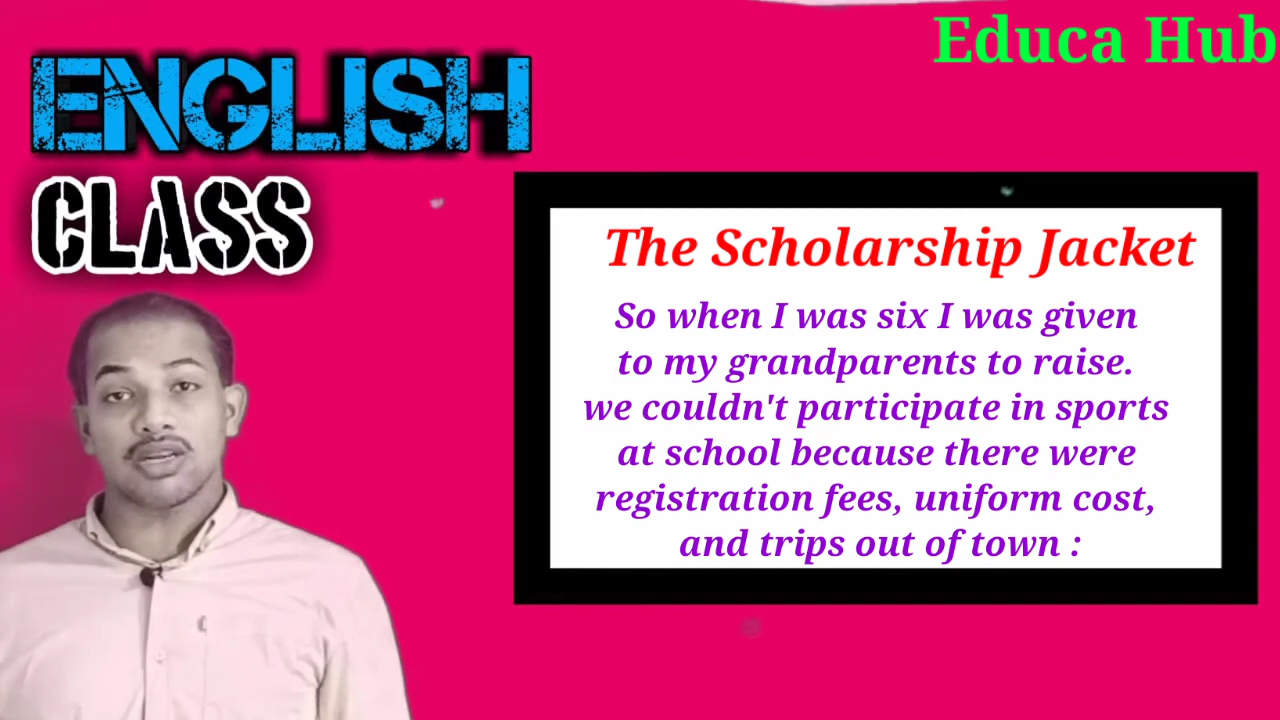 Educa Hub
ENGLISH
CLASS
The Scholarship Jacket
So when I was six I was given
to my grandparents to raise.
we couldn't participate in sports
at school because there were
registration fees, uniform cost,
and trips out of town :